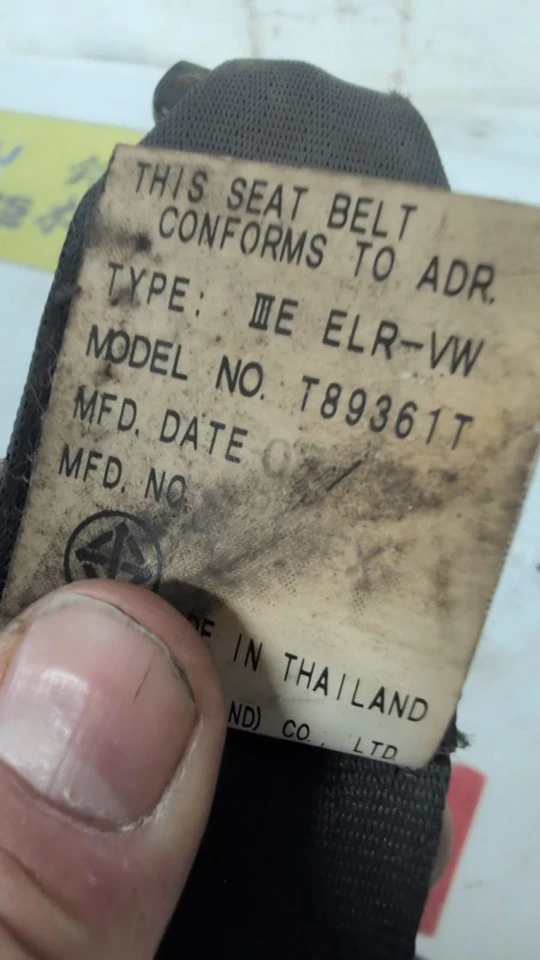 THIS SEAT BELT
CONFORMS TO ADR.
TYPE: ⅢE ELR-VW
MODEL NO. T89361T
MFD. DATE
MFD. NO.
IN THAILAND
CO., LTD.